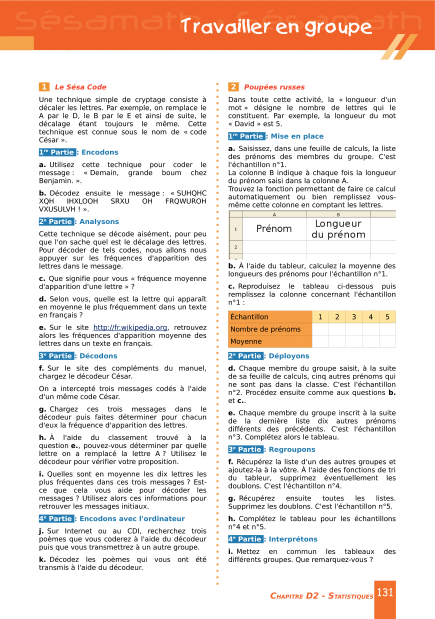 Sésamath
Sésamath
Travailler en groupe
1 Le Sésa Code
Une technique simple de cryptage consiste à
décaler les lettres. Par exemple, on remplace le
A par le D, le B par le E et ainsi de suite, le
décalage étant toujours le même. Cette
technique est connue sous le nom de « code
César ».
1re Partie : Encodons
a. Utilisez cette technique pour coder le
message : « Demain, grande boum chez
Benjamin. ».
b. Décodez ensuite le message : « SUHQHC
XQH IHXLOOH SRXU OH FRQWUROH
VXUSULVH ! ».
2e Partie : Analysons
Cette technique se décode aisément, pour peu
que l'on sache quel est le décalage des lettres.
Pour décoder de tels codes, nous allons nous
appuyer sur les fréquences d'apparition des
lettres dans le message.
c. Que signifie pour vous « fréquence moyenne
d'apparition d'une lettre » ?
d. Selon vous, quelle est la lettre qui apparaît
en moyenne le plus fréquemment dans un texte
en français ?
e. Sur le site http://fr.wikipedia.org, retrouvez
alors les fréquences d'apparition moyenne des
lettres dans un texte en français.
3e Partie : Décodons
f. Sur le site des compléments du manuel,
chargez le décodeur César.
On a intercepté trois messages codés à l'aide
d'un même code César.
g. Chargez ces trois messages dans le
décodeur puis faites déterminer pour chacun
d'eux la fréquence d'apparition des lettres.
h. À l'aide du classement trouvé à la
question e., pouvez-vous déterminer par quelle
lettre on a remplacé la lettre A ? Utilisez le
décodeur pour vérifier votre proposition.
i. Quelles sont en moyenne les dix lettres les
plus fréquentes dans ces trois messages ? Est-
ce que cela vous aide pour décoder les
messages ? Utilisez alors ces informations pour
retrouver les messages initiaux.
4e Partie : Encodons avec l'ordinateur
j. Sur Internet ou au CDI, recherchez trois
poèmes que vous coderez à l'aide du décodeur
puis que vous transmettrez à un autre groupe.
k. Décodez les poèmes qui vous ont été
transmis à l'aide du décodeur.
2 Poupées russes
Dans toute cette activité, la « longueur d'un
mot » désigne le nombre de lettres qui le
constituent. Par exemple, la longueur du mot
« David » est 5.
1re Partie : Mise en place
a. Saisissez, dans une feuille de calculs, la liste
des prénoms des membres du groupe. C'est
l'échantillon n°1.
La colonne B indique à chaque fois la longueur
du prénom saisi dans la colonne A.
Trouvez la fonction permettant de faire ce calcul
automatiquement ou bien remplissez vous-
même cette colonne en comptant les lettres.
A B
1 Prénom Longueur
du prénom
2
b. À l'aide du tableur, calculez la moyenne des
longueurs des prénoms pour l'échantillon n°1.
c. Reproduisez le tableau ci-dessous puis
remplissez la colonne concernant l'échantillon
n°1 :
Échantillon 1 2 3 4 5
Nombre de prénoms
Moyenne
2e Partie : Déployons
d. Chaque membre du groupe saisit, à la suite
de sa feuille de calculs, cinq autres prénoms qui
ne sont pas dans la classe. C'est l'échantillon
n°2. Procédez ensuite comme aux questions b.
et c..
e. Chaque membre du groupe inscrit à la suite
de la dernière liste dix autres prénoms
différents des précédents. C'est l'échantillon
n°3. Complétez alors le tableau.
3e Partie : Regroupons
f. Récupérez la liste d'un des autres groupes et
ajoutez-la à la vôtre. À l'aide des fonctions de tri
du tableur, supprimez éventuellement les
doublons. C'est l'échantillon n°4.
g. Récupérez ensuite toutes les listes.
Supprimez les doublons. C'est l'échantillon n°5.
h. Complétez le tableau pour les échantillons
n°4 et n°5.
4e Partie : Interprétons
i. Mettez en commun les tableaux des
différents groupes. Que remarquez-vous ?
CHAPITRE D2 - STATISTIQUES 131